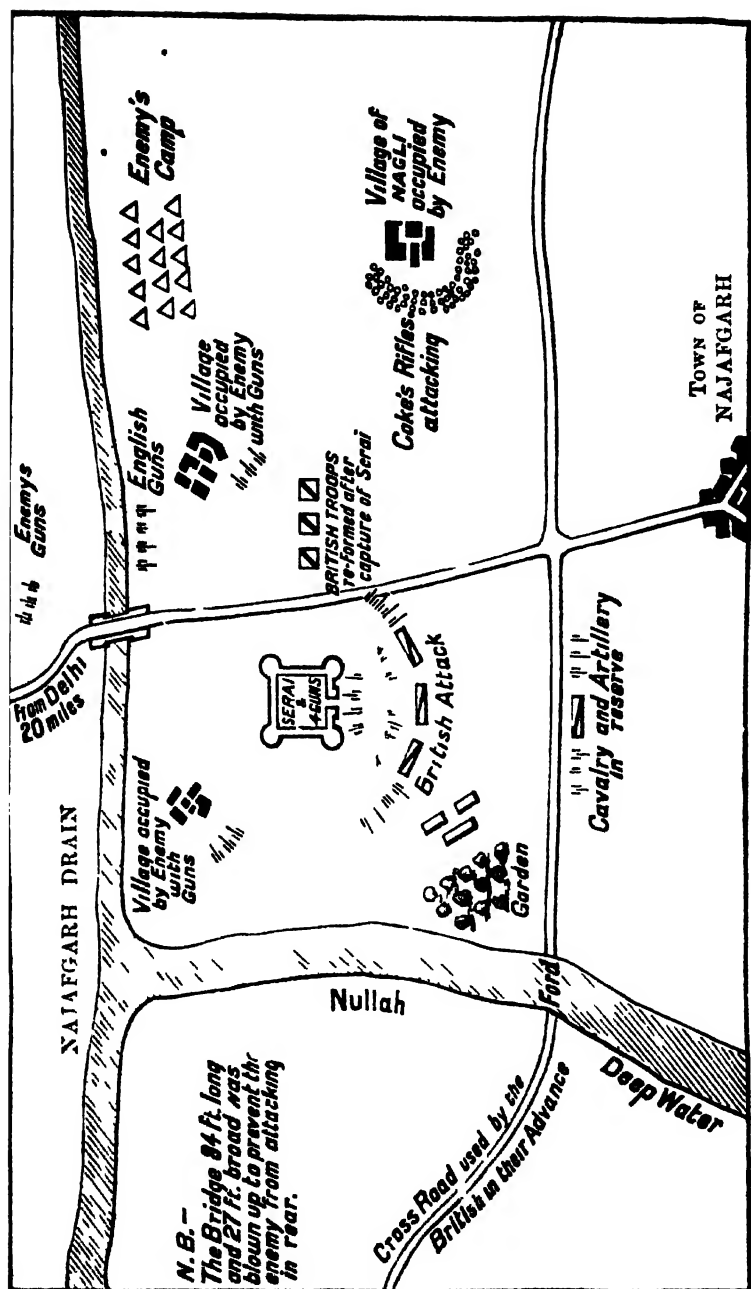 NAJAFGARH DRAIN
From Delhi
20 miles
Enemys
Guns
Village occupied
by Enemy
with
Guns
English
Guns
Village
occupied
by Enemy
with Guns
Enemy's
Camp
SERAI
&
4 GUNS
BRITISH TROOPS
re-formed after
capture of Serai
Village of
NAGLI
occupied
by Enemy
Coke's Rifles
attacking
British Attack
Garden
Nullah
Ford
Deep Water
Cavalry and Artillery
in reserve
TOWN OF
NAJAFGARH
Cross Road used by the
British in their Advance
N.B.–
The Bridge 84 ft. long
and 27 ft. broad was
blown up to prevent the
enemy from attacking
in rear.